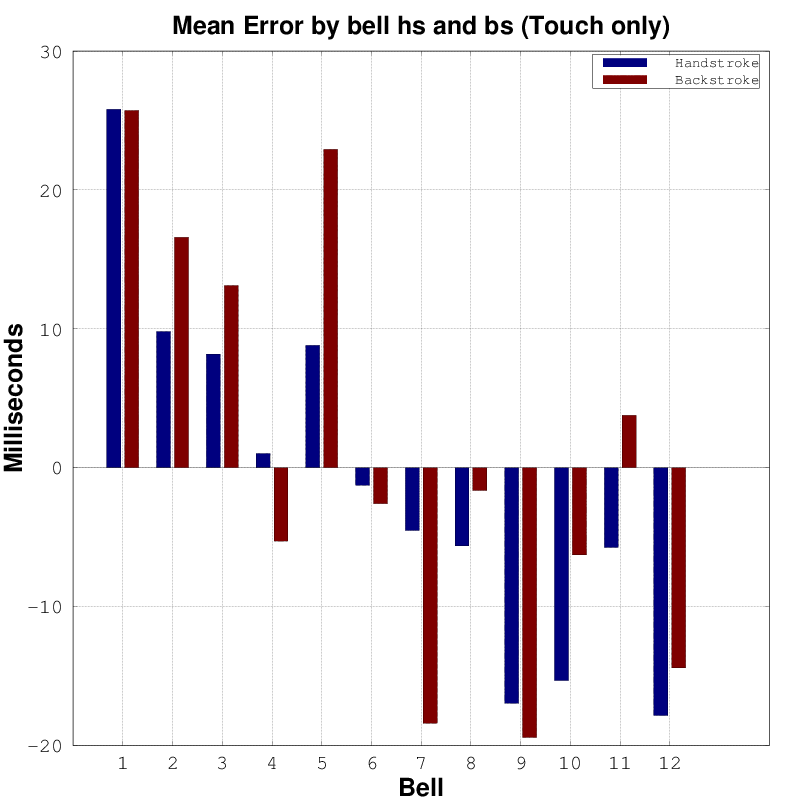 Mean Error by bell hs and bs (Touch only)
30
Handstroke
Backstroke
20
10
0
-10
-20
Milliseconds
1 2 3 4 5 6 7 8 9 10 11 12
Bell